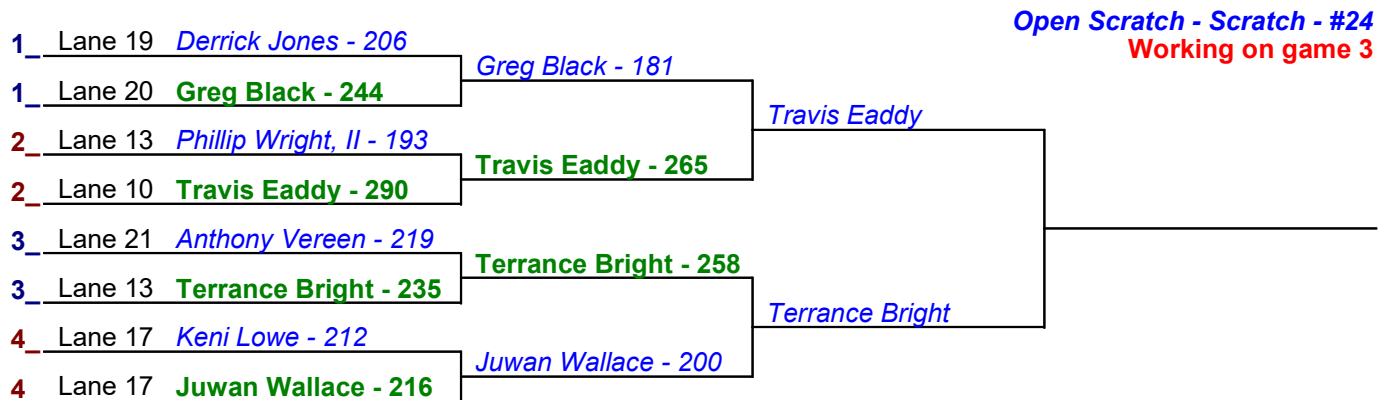 Open Scratch - Scratch - #24
Working on game 3
1_ Lane 19 Derrick Jones - 206
Greg Black - 181
1_ Lane 20 Greg Black - 244
Travis Eaddy
2_ Lane 13 Phillip Wright, II - 193
Travis Eaddy - 265
2_ Lane 10 Travis Eaddy - 290
3_ Lane 21 Anthony Vereen - 219
Terrance Bright - 258
3_ Lane 13 Terrance Bright - 235
Terrance Bright
4_ Lane 17 Keni Lowe - 212
Juwan Wallace - 200
4 Lane 17 Juwan Wallace - 216